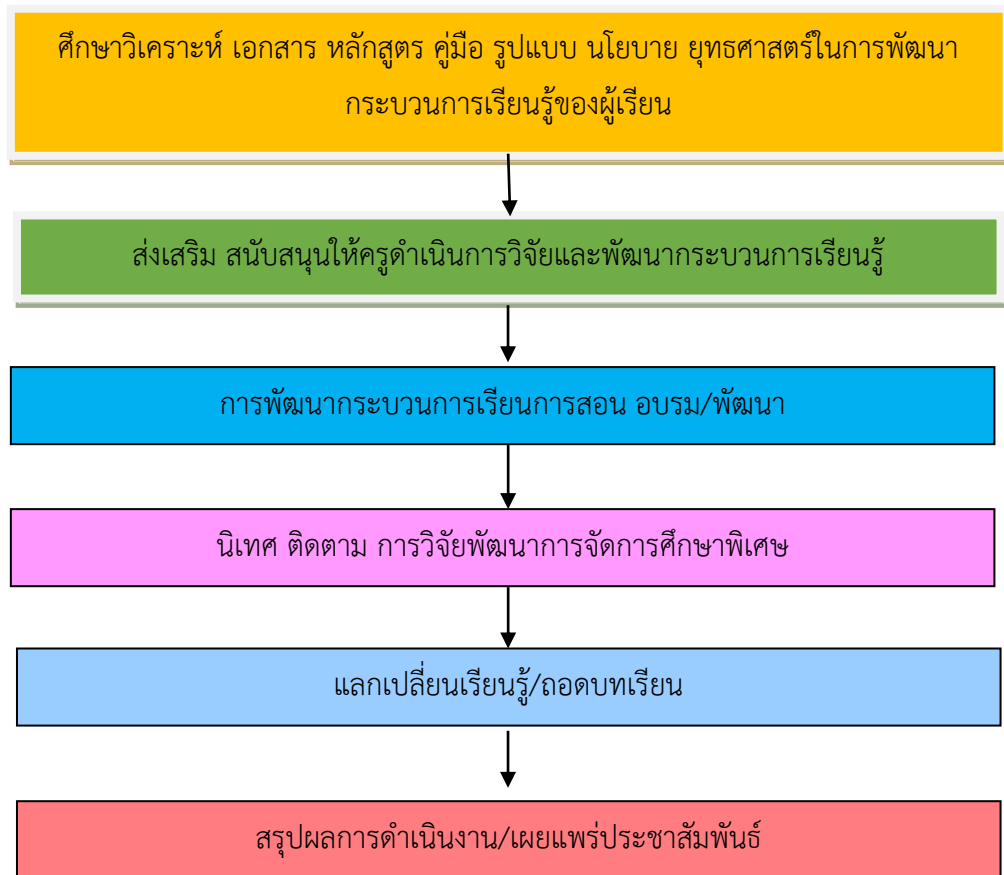 ศึกษาวิเคราะห์ เอกสาร หลักสูตร คู่มือ รูปแบบ นโยบาย ยุทธศาสตร์ในการพัฒนา
กระบวนการเรียนรู้ของผู้เรียน
ส่งเสริม สนับสนุนให้ครูดำเนินการวิจัยและพัฒนากระบวนการเรียนรู้
การพัฒนากระบวนการเรียนการสอน อบรม/พัฒนา
นิเทศ ติดตาม การวิจัยพัฒนาการจัดการศึกษาพิเศษ
แลกเปลี่ยนเรียนรู้/ถอดบทเรียน
สรุปผลการดำเนินงาน/เผยแพร่ประชาสัมพันธ์